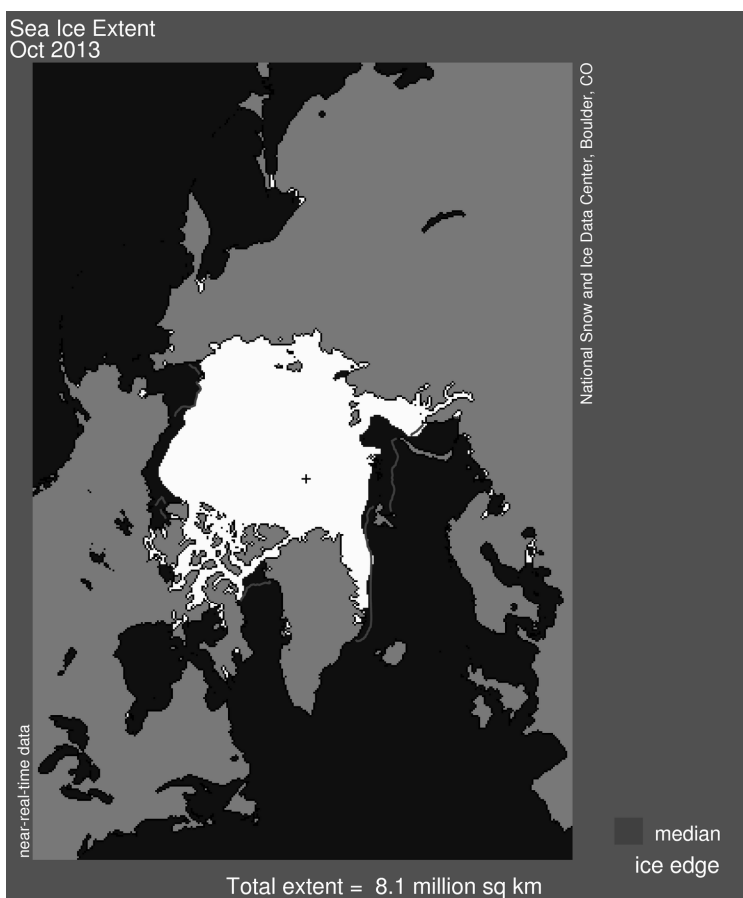 Sea Ice Extent
Oct 2013
National Snow and Ice Data Center, Boulder, CO
near-real-time data
median
ice edge
Total extent = 8.1 million sq km